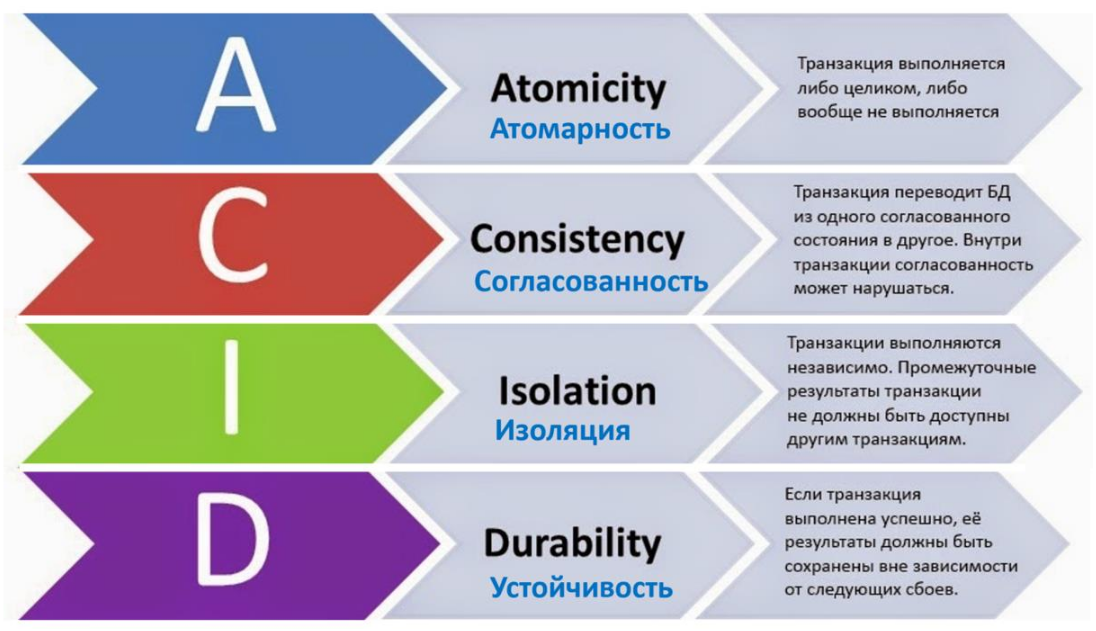 A
Atomicity
Атомарность
Транзакция выполняется
либо целиком, либо
вообще не выполняется
C
Consistency
Согласованность
Транзакция переводит БД
из одного согласованного
состояния в другое. Внутри
транзакции согласованность
может нарушаться.
I
Isolation
Изоляция
Транзакции выполняются
независимо. Промежуточные
результаты транзакции
не должны быть доступны
другим транзакциям.
D
Durability
Устойчивость
Если транзакция
выполнена успешно, её
результаты должны быть
сохранены вне зависимости
от следующих сбоев.